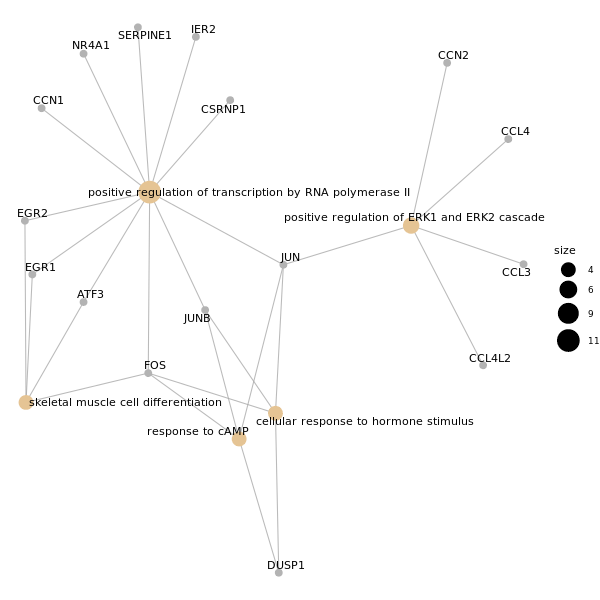 SERPINE1
IER2
NR4A1
CCN2
CCN1
CSRNP1
CCL4
positive regulation of transcription by RNA polymerase II
EGR2
positive regulation of ERK1 and ERK2 cascade
size
JUN
EGR1
CCL3
4
ATF3
6
JUNB
9
11
FOS
CCL4L2
skeletal muscle cell differentiation
cellular response to hormone stimulus
response to cAMP
DUSP1